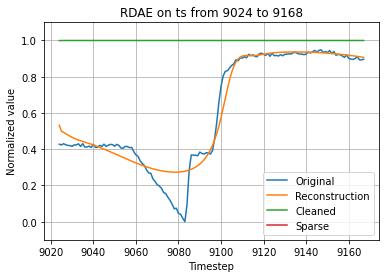 RDAE on ts from 9024 to 9168
Normalized value
1.0
0.8
0.6
0.4
0.2
0.0
Original
Reconstruction
Cleaned
Sparse
9020 9040 9060 9080 9100 9120 9140 9160
Timestep